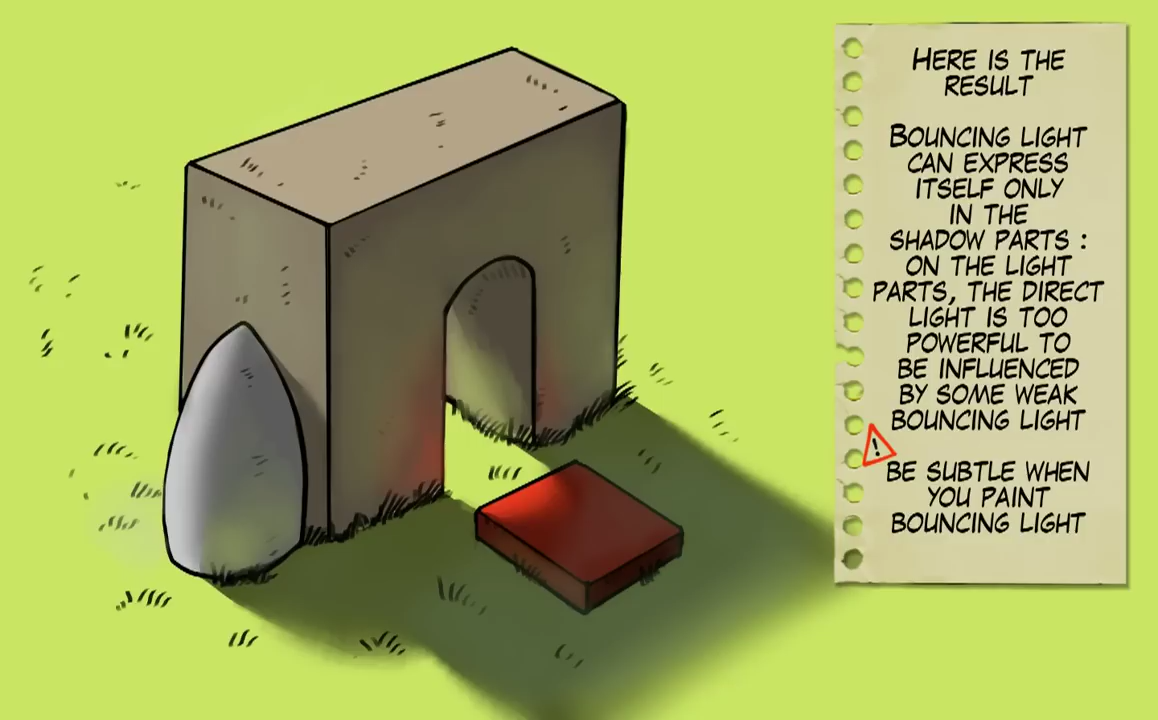 HERE IS THE
RESULT
BOUNCING LIGHT
CAN EXPRESS
ITSELF ONLY
IN THE
SHADOW PARTS :
ON THE LIGHT
PARTS, THE DIRECT
LIGHT IS TOO
POWERFUL TO
BE INFLUENCED
BY SOME WEAK
BOUNCING LIGHT
!
BE SUBTLE WHEN
YOU PAINT
BOUNCING LIGHT